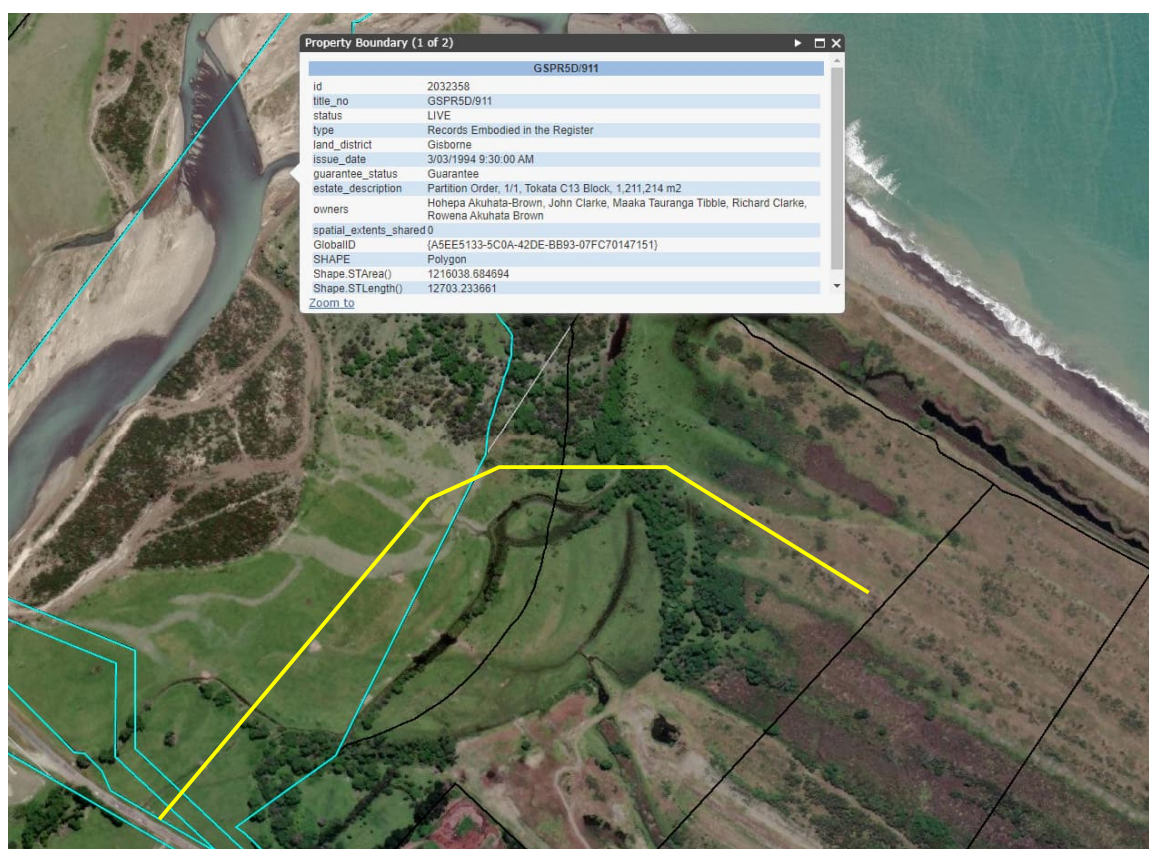 Property Boundary (1 of 2)
GSPR5D/911
id 2032358
title_no GSPR5D/911
status LIVE
type Records Embodied in the Register
land_district Gisborne
issue_date 3/03/1994 9:30:00 AM
guarantee_status Guarantee
estate_description Partition Order, 1/1, Tokata C13 Block, 1,211,214 m2
owners Hohepa Akuhata-Brown, John Clarke, Maaka Tauranga Tibble, Richard Clarke,
Rowena Akuhata Brown
spatial_extents_shared 0
GlobalID {A5EE5133-5C0A-42DE-BB93-07FC70147151}
SHAPE Polygon
Shape.STArea() 1216038.684694
Shape.STLength() 12703.233661
Zoom to